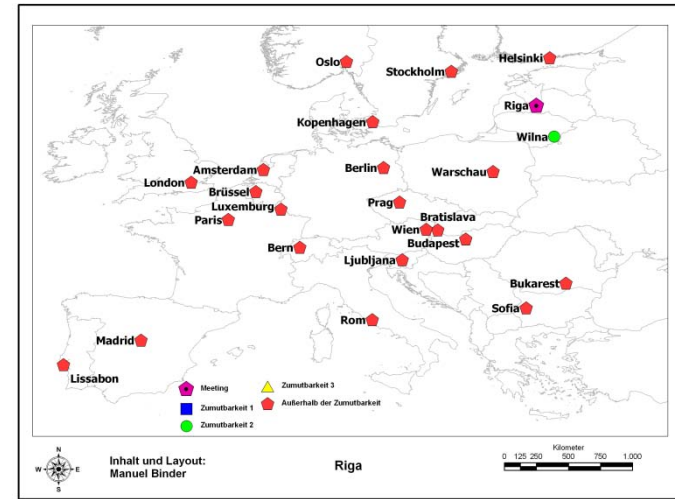 Oslo
Stockholm
Helsinki
Riga
Wilna
Kopenhagen
Amsterdam
London
Berlin
Warschau
Brüssel
Luxemburg
Paris
Prag
Bratislava
Wien
Budapest
Bern
Ljubljana
Bukarest
Sofia
Rom
Madrid
Lissabon
Meeting
Zumutbarkeit 1
Zumutbarkeit 2
Zumutbarkeit 3
Außerhalb der Zumutbarkeit
N
W E
S
Inhalt und Layout:
Manuel Binder
Riga
Kilometer
0 125 250 500 750 1.000